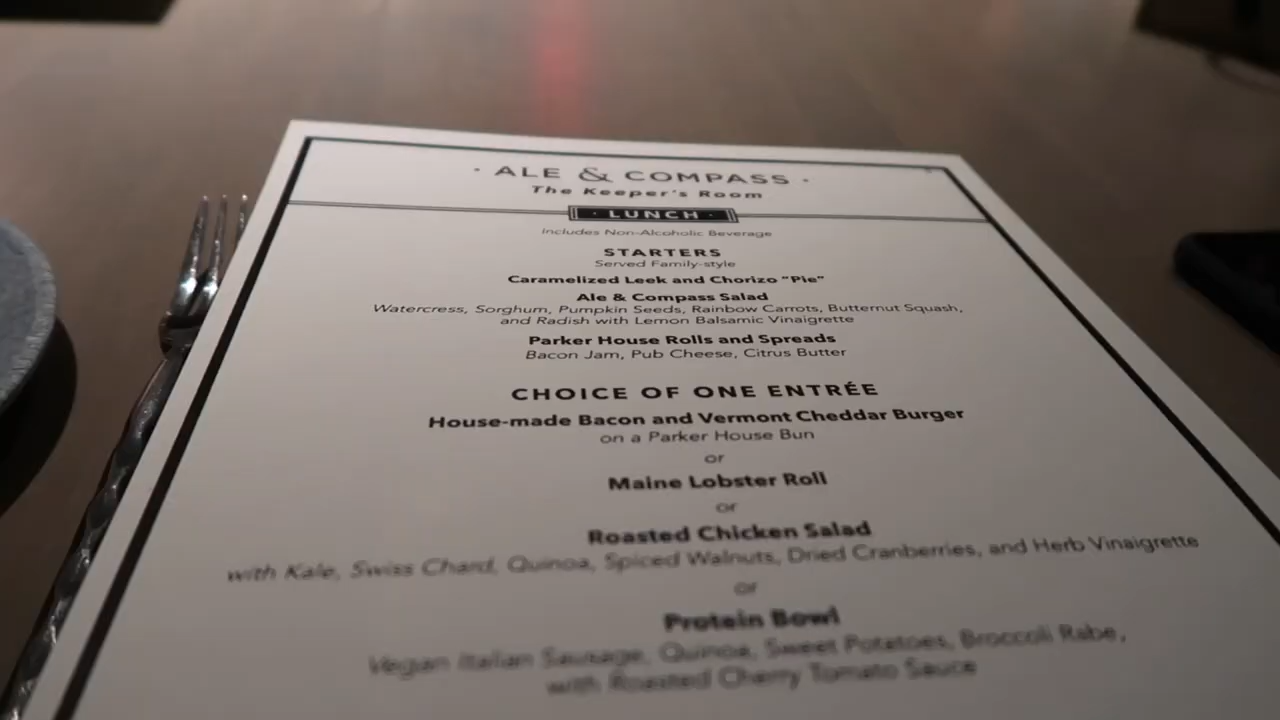 · ALE & COMPASS ·
The Keeper's Room
· LUNCH ·
Includes Non-Alcoholic Beverage
STARTERS
Served Family-style
Caramelized Leek and Chorizo "Pie"
Ale & Compass Salad
Watercress, Sorghum, Pumpkin Seeds, Rainbow Carrots, Butternut Squash,
and Radish with Lemon Balsamic Vinaigrette
Parker House Rolls and Spreads
Bacon Jam, Pub Cheese, Citrus Butter
CHOICE OF ONE ENTRÉE
House-made Bacon and Vermont Cheddar Burger
on a Parker House Bun
or
Maine Lobster Roll
or
Roasted Chicken Salad
with Kale, Swiss Chard, Quinoa, Spiced Walnuts, Dried Cranberries, and Herb Vinaigrette
or
Protein Bowl
Vegan Italian Sausage, Quinoa, Sweet Potatoes, Broccoli Rabe,
with Roasted Cherry Tomato Sauce